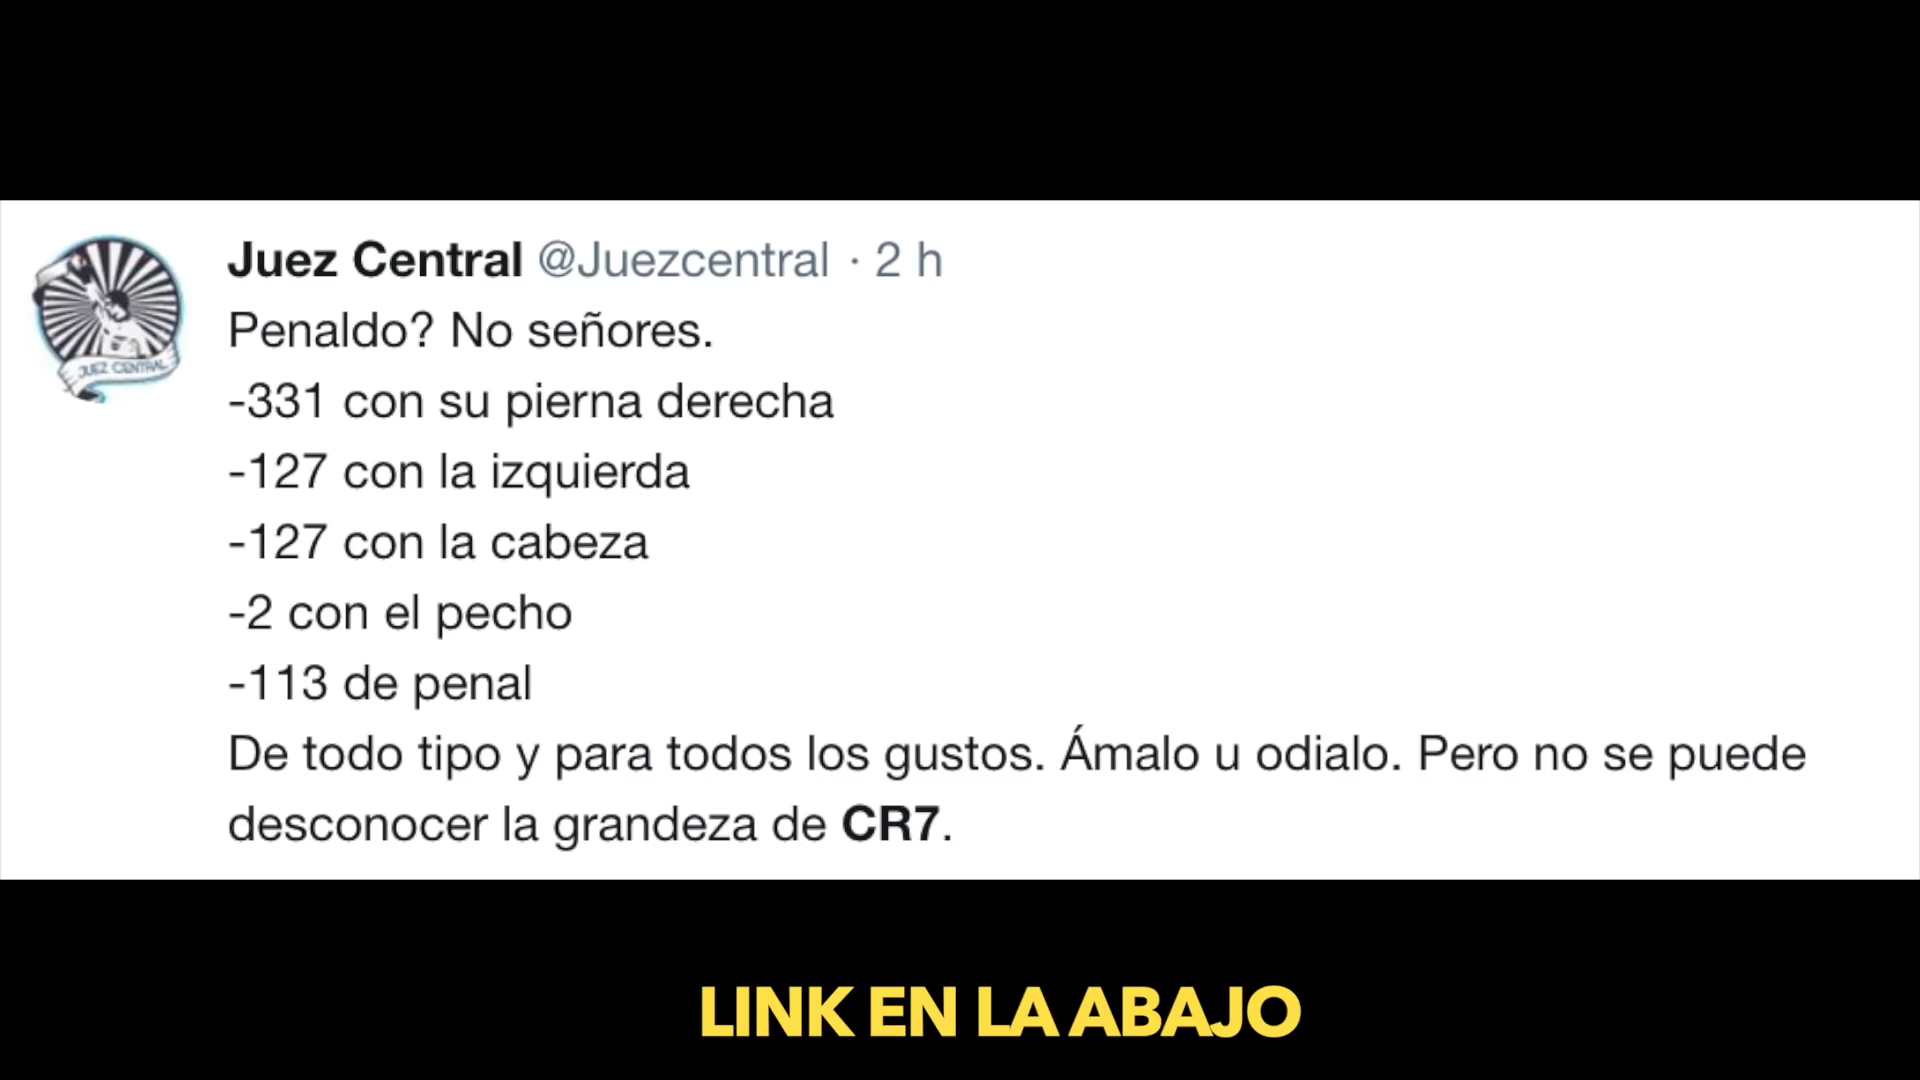 Juez Central @Juezcentral · 2 h
Penaldo? No señores.
-331 con su pierna derecha
-127 con la izquierda
-127 con la cabeza
-2 con el pecho
-113 de penal
De todo tipo y para todos los gustos. Ámalo u odialo. Pero no se puede
desconocer la grandeza de CR7.
JUEZ CENTRAL
LINK EN LA ABAJO